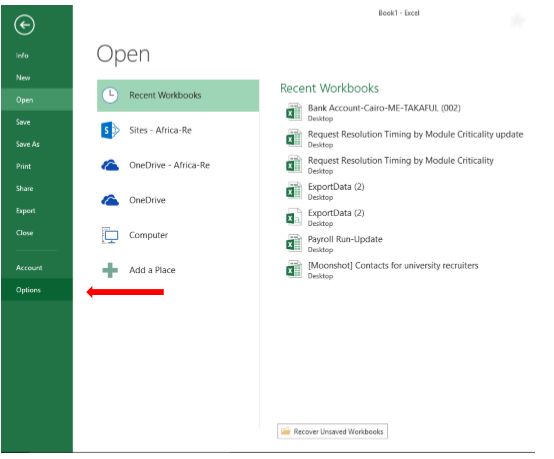 Book1 - Excel
Info
New
Open
Save
Save As
Print
Share
Export
Close
Account
Options
Open
Recent Workbooks
Sites - Africa-Re
OneDrive - Africa-Re
OneDrive
Computer
Add a Place
Recent Workbooks
Bank Account-Cairo-ME-TAKAFUL (002)
Desktop
Request Resolution Timing by Module Criticality update
Desktop
Request Resolution Timing by Module Criticality
Desktop
ExportData (2)
Desktop
ExportData (2)
Desktop
Payroll Run-Update
Desktop
[Moonshot] Contacts for university recruiters
Desktop
Recover Unsaved Workbooks